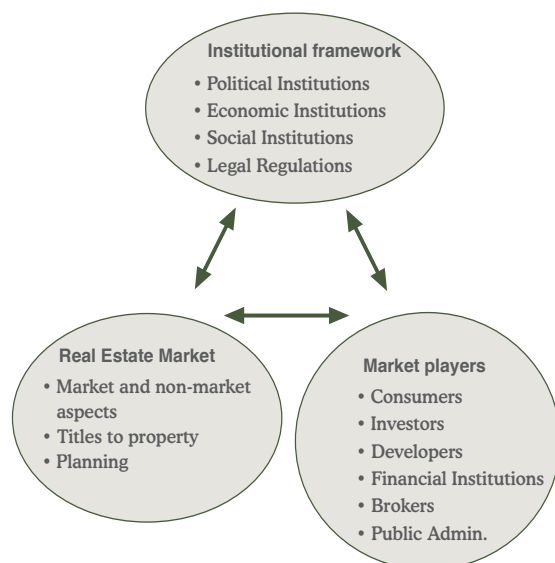 Institutional framework
• Political Institutions
• Economic Institutions
• Social Institutions
• Legal Regulations
Real Estate Market
• Market and non-market
aspects
• Titles to property
• Planning
Market players
• Consumers
• Investors
• Developers
• Financial Institutions
• Brokers
• Public Admin.